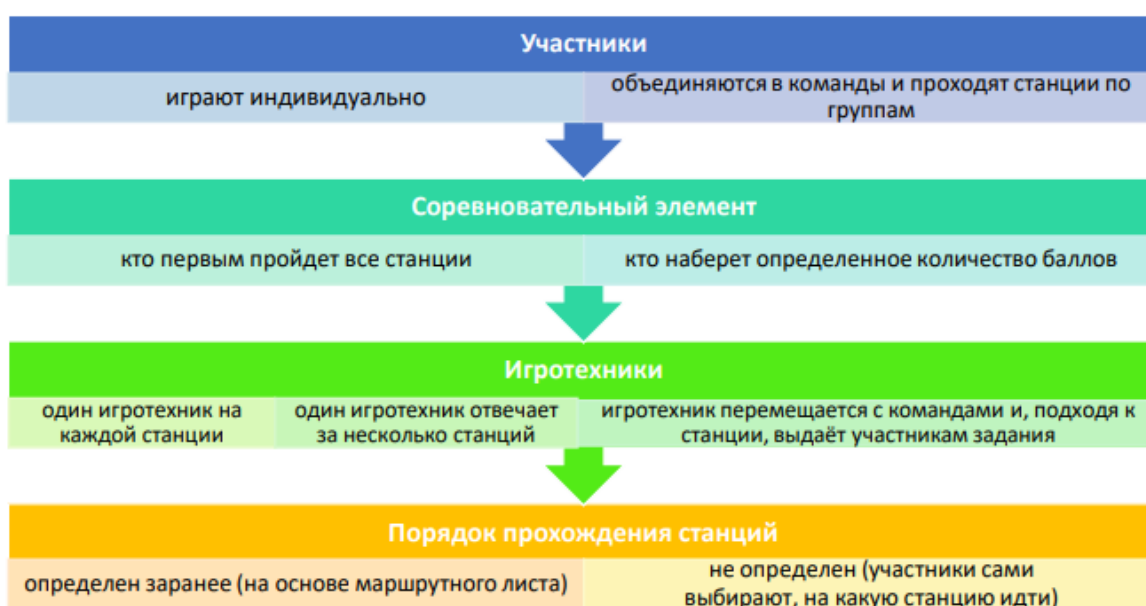 Участники
играют индивидуально
объединяются в команды и проходят станции по
группам
Соревновательный элемент
кто первым пройдет все станции
кто наберет определенное количество баллов
Игротехники
один игротехник на
каждой станции
один игротехник отвечает
за несколько станций
игротехник перемещается с командами и, подходя к
станции, выдаёт участникам задания
Порядок прохождения станций
определен заранее (на основе маршрутного листа)
не определен (участники сами
выбирают, на какую станцию идти)